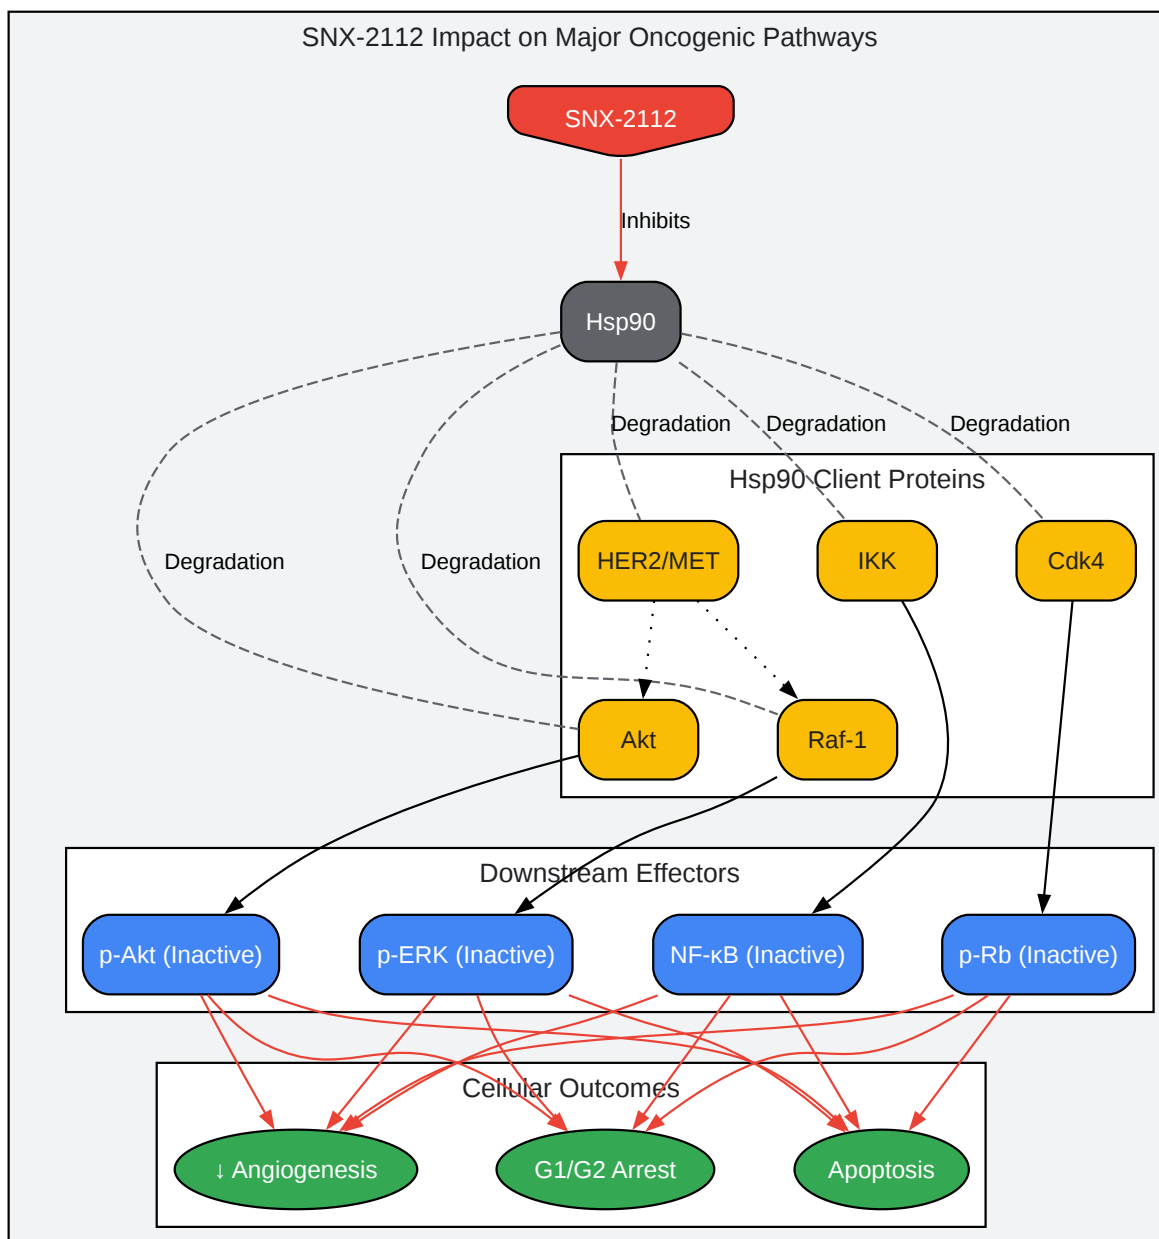 SNX-2112 Impact on Major Oncogenic Pathways
SNX-2112
Inhibits
Hsp90
Degradation
Degradation
Degradation
Hsp90 Client Proteins
HER2/MET
IKK
Cdk4
Degradation
Degradation
Akt
Raf-1
Downstream Effectors
p-Akt (Inactive)
p-ERK (Inactive)
NF-κB (Inactive)
p-Rb (Inactive)
Cellular Outcomes
↓ Angiogenesis
G1/G2 Arrest
Apoptosis